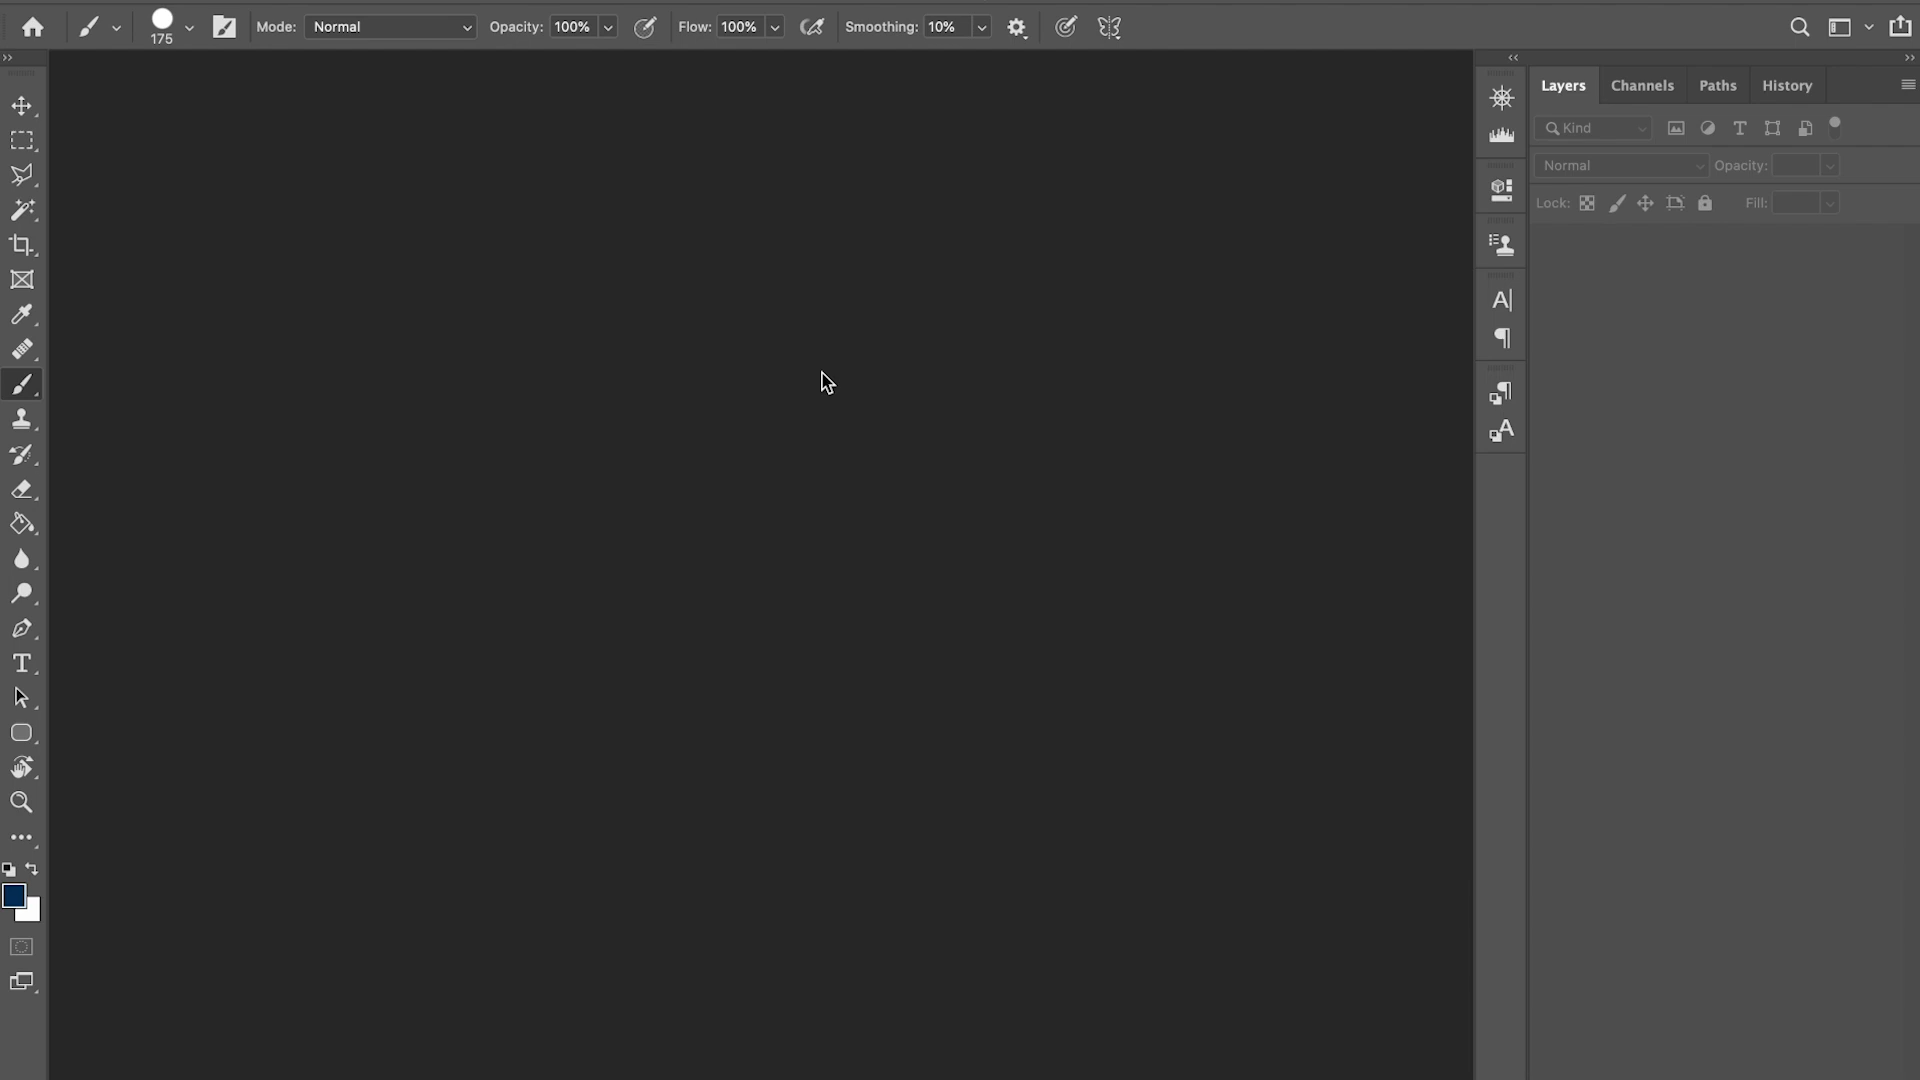 175
Mode: Normal
Opacity: 100%
Flow: 100%
Smoothing: 10%
Layers
Channels
Paths
History
Kind
Normal
Opacity:
Lock:
Fill: